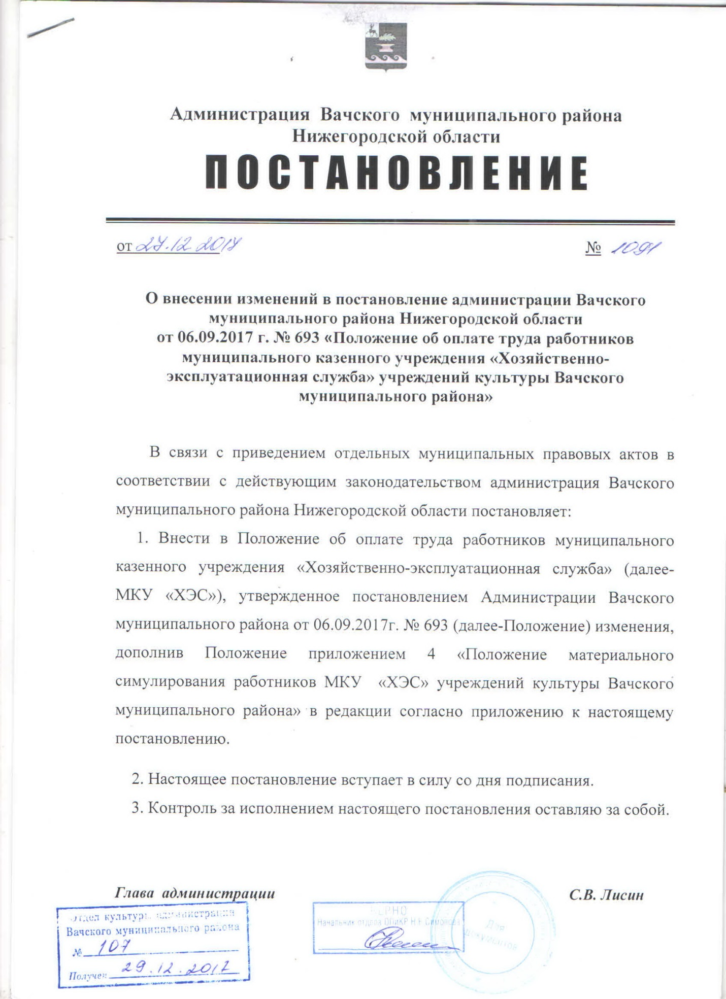 Администрация Вачского муниципального района
Нижегородской области
ПОСТАНОВЛЕНИЕ
от 27.12 2017 № 1091
О внесении изменений в постановление администрации Вачского
муниципального района Нижегородской области
от 06.09.2017 г. № 693 «Положение об оплате труда работников
муниципального казенного учреждения «Хозяйственно-
эксплуатационная служба» учреждений культуры Вачского
муниципального района»
В связи с приведением отдельных муниципальных правовых актов в
соответствии с действующим законодательством администрация Вачского
муниципального района Нижегородской области постановляет:
1. Внести в Положение об оплате труда работников муниципального
казенного учреждения «Хозяйственно-эксплуатационная служба» (далее-
МКУ «ХЭС»), утвержденное постановлением Администрации Вачского
муниципального района от 06.09.2017г. № 693 (далее-Положение) изменения,
дополнив Положение приложением 4 «Положение материального
симулирования работников МКУ «ХЭС» учреждений культуры Вачского
муниципального района» в редакции согласно приложению к настоящему
постановлению.
2. Настоящее постановление вступает в силу со дня подписания.
3. Контроль за исполнением настоящего постановления оставляю за собой.
Глава администрации С.В. Лисин
Отдел культуры администрации
Вачского муниципального района
№ 107
Получен 29.12.2017
ВЕРНО
Начальник отдела ОПиКР Н.Е.Симонова
Для
документов